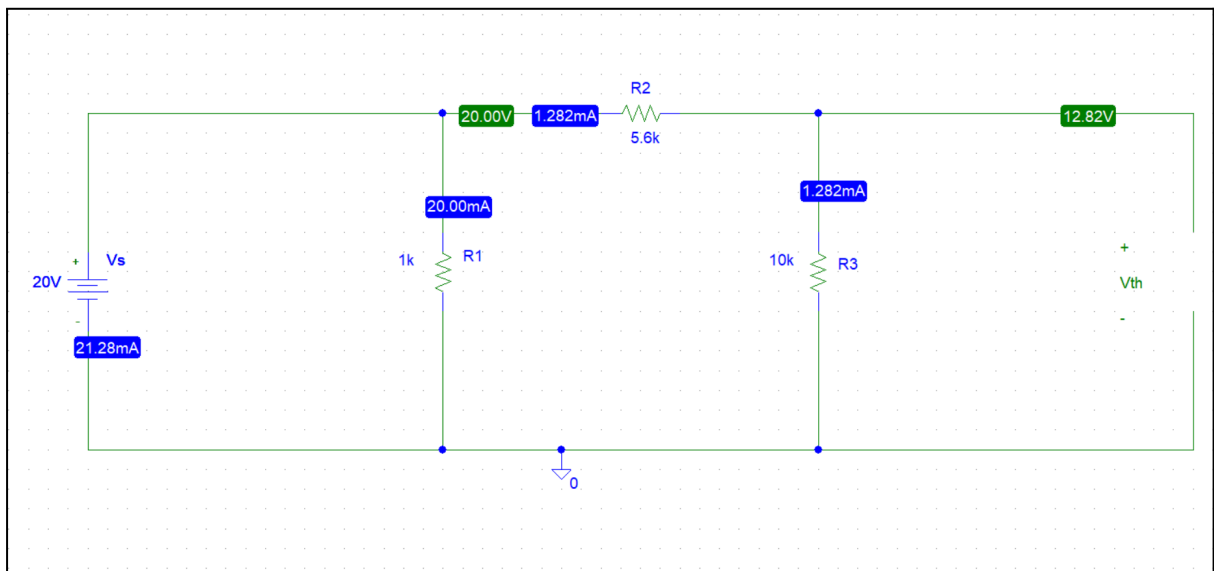 R2
20.00V
1.282mA
12.82V
5.6k
1.282mA
20.00mA
1k
R1
10k
R3
+
Vs
20V
-
+
Vth
-
21.28mA
0